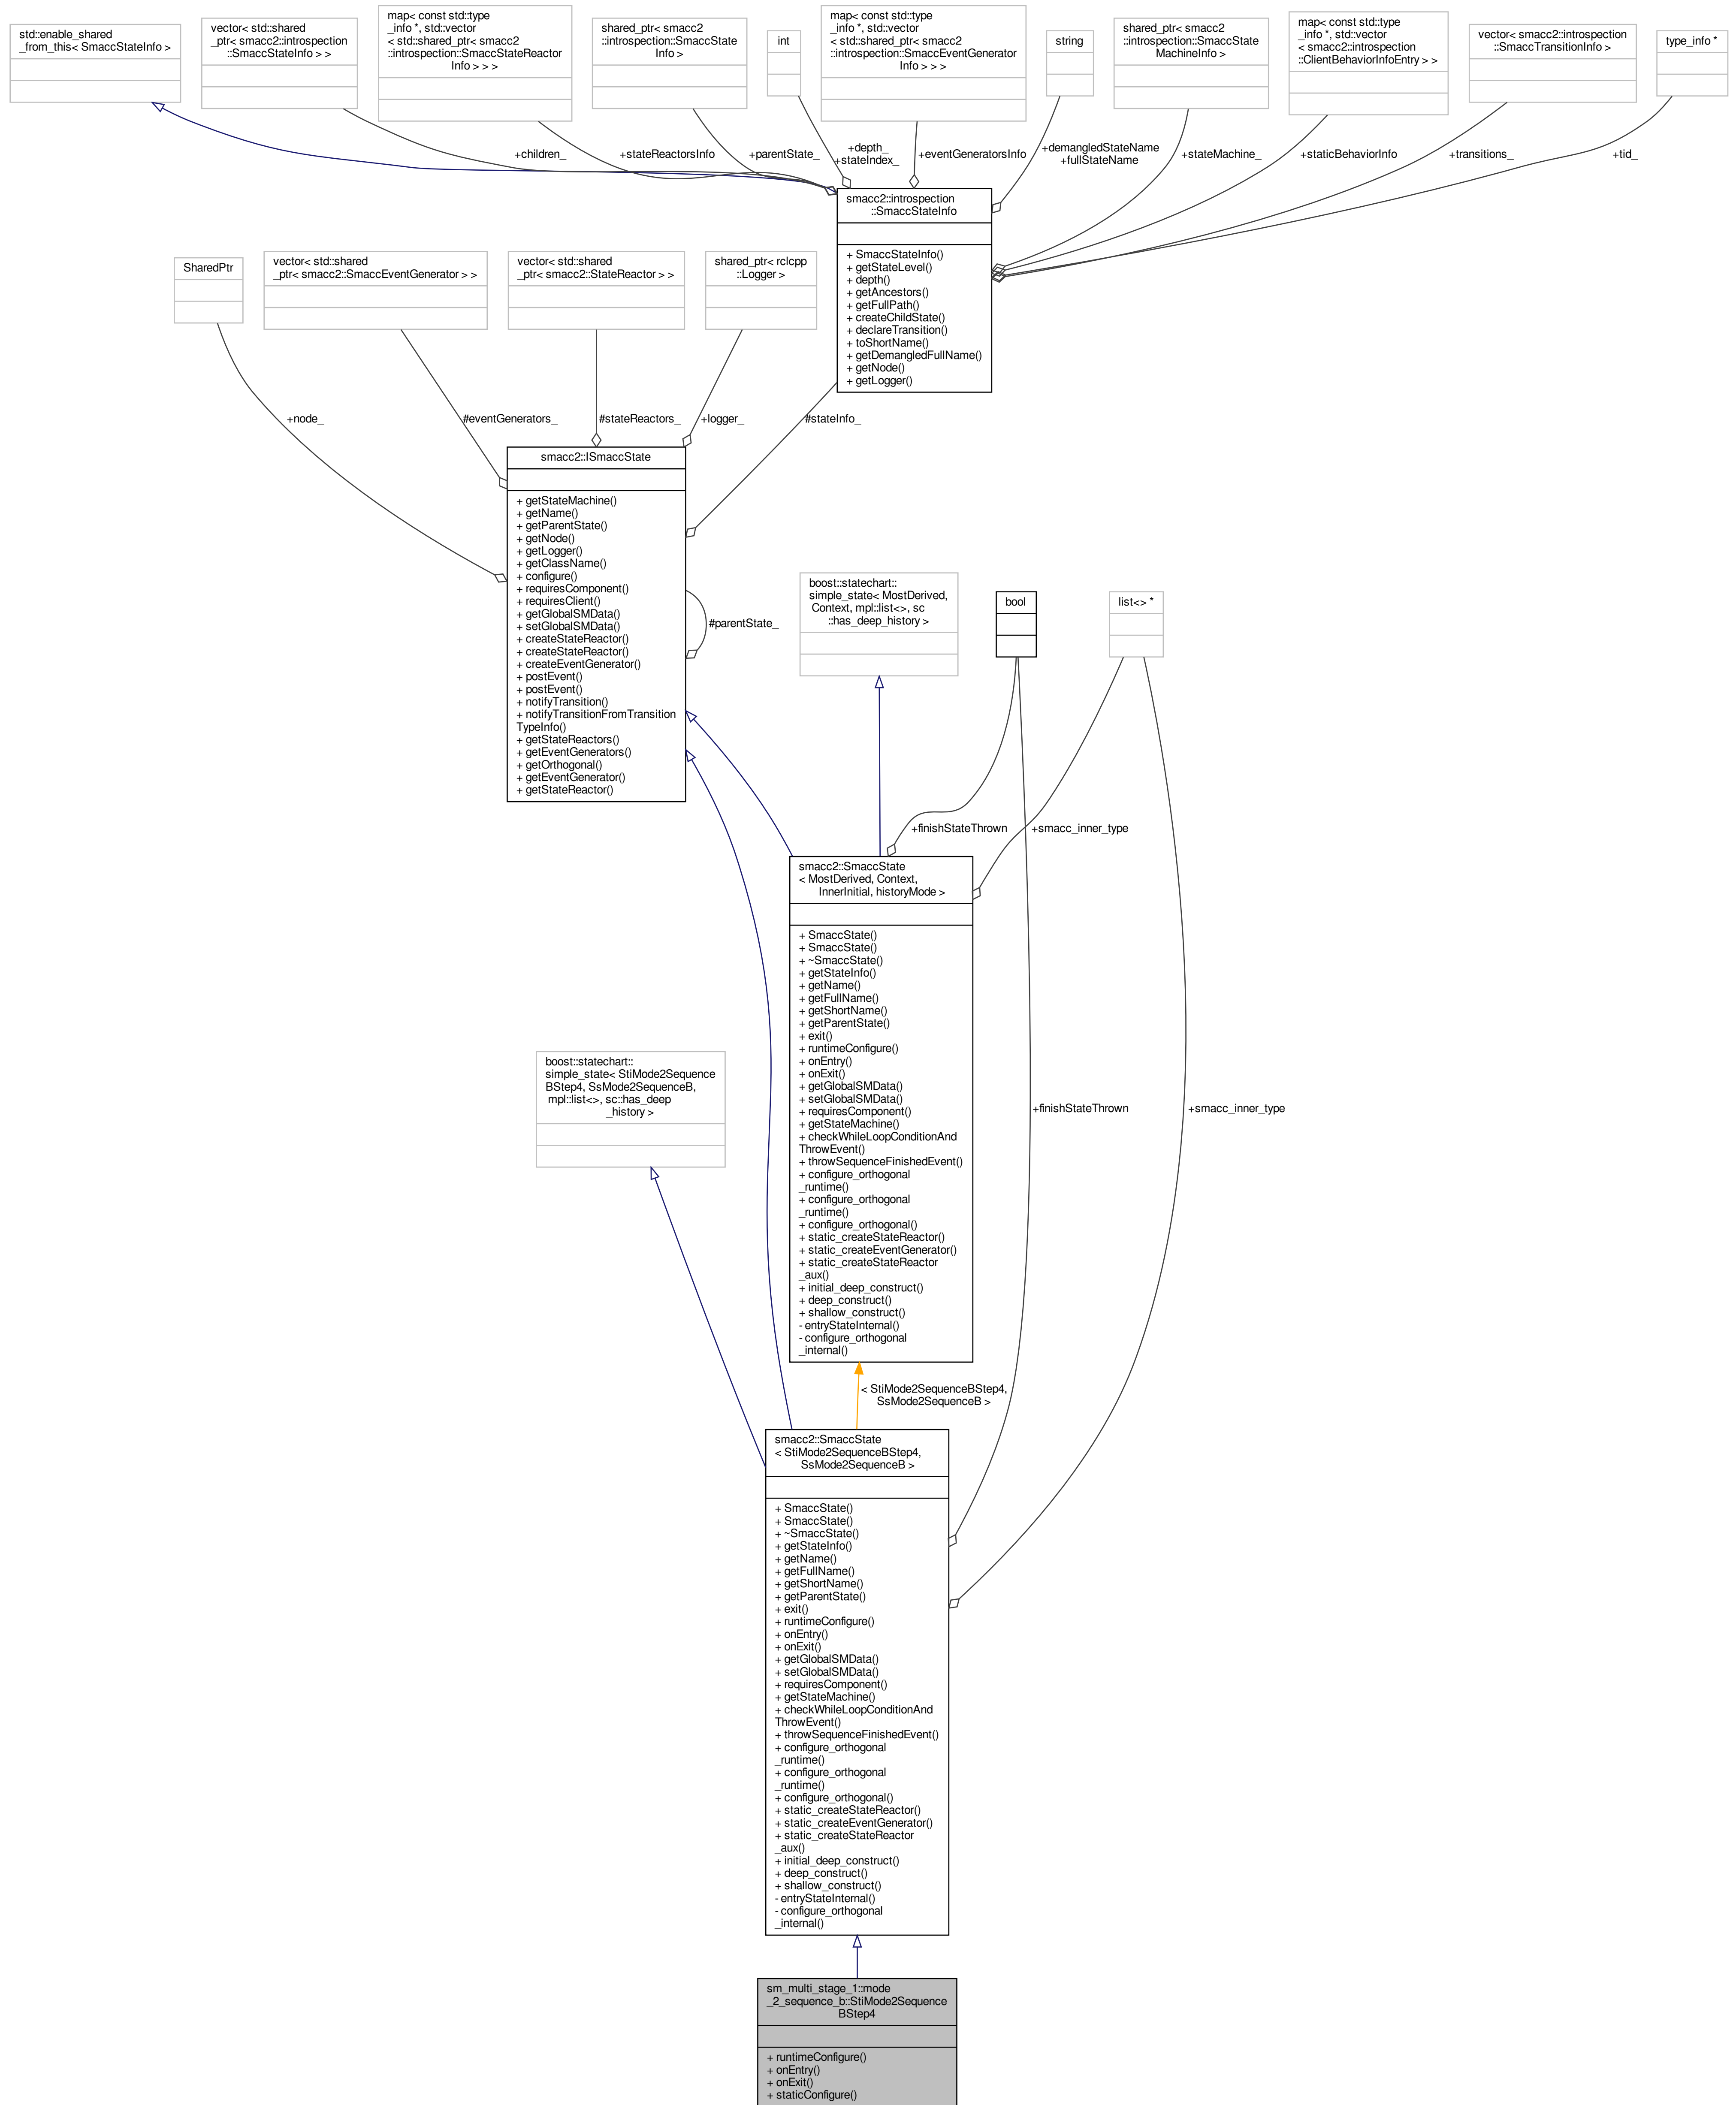 std::enable_shared
_from_this< SmaccStateInfo >
vector< std::shared
_ptr< smacc2::introspection
::SmaccStateInfo > >
map< const std::type
_info *, std::vector
< std::shared_ptr< smacc2
::introspection::SmaccStateReactor
Info > > >
shared_ptr< smacc2
::introspection::SmaccState
Info >
int
map< const std::type
_info *, std::vector
< std::shared_ptr< smacc2
::introspection::SmaccEventGenerator
Info > > >
string
shared_ptr< smacc2
::introspection::SmaccState
MachineInfo >
map< const std::type
_info *, std::vector
< smacc2::introspection
::ClientBehaviorInfoEntry > >
vector< smacc2::introspection
::SmaccTransitionInfo >
type_info *
+children_
+stateReactorsInfo
+parentState_
+depth_
+stateIndex_
+eventGeneratorsInfo
+demangledStateName
+fullStateName
+stateMachine_
+staticBehaviorInfo
+transitions_
+tid_
smacc2::introspection
::SmaccStateInfo
+ SmaccStateInfo()
+ getStateLevel()
+ depth()
+ getAncestors()
+ getFullPath()
+ createChildState()
+ declareTransition()
+ toShortName()
+ getDemangledFullName()
+ getNode()
+ getLogger()
SharedPtr
vector< std::shared
_ptr< smacc2::SmaccEventGenerator > >
vector< std::shared
_ptr< smacc2::StateReactor > >
shared_ptr< rclcpp
::Logger >
+node_
#eventGenerators_
#stateReactors_
+logger_
#stateInfo_
smacc2::ISmaccState
+ getStateMachine()
+ getName()
+ getParentState()
+ getNode()
+ getLogger()
+ getClassName()
+ configure()
+ requiresComponent()
+ requiresClient()
+ getGlobalSMData()
+ setGlobalSMData()
+ createStateReactor()
+ createStateReactor()
+ createEventGenerator()
+ postEvent()
+ postEvent()
+ notifyTransition()
+ notifyTransitionFromTransition
TypeInfo()
+ getStateReactors()
+ getEventGenerators()
+ getOrthogonal()
+ getEventGenerator()
+ getStateReactor()
#parentState_
boost::statechart::
simple_state< MostDerived,
Context, mpl::list<>, sc
::has_deep_history >
bool
list<> *
+finishStateThrown
+smacc_inner_type
smacc2::SmaccState
< MostDerived, Context,
InnerInitial, historyMode >
+ SmaccState()
+ SmaccState()
+ ~SmaccState()
+ getStateInfo()
+ getName()
+ getFullName()
+ getShortName()
+ getParentState()
+ exit()
+ runtimeConfigure()
+ onEntry()
+ onExit()
+ getGlobalSMData()
+ setGlobalSMData()
+ requiresComponent()
+ getStateMachine()
+ checkWhileLoopConditionAnd
ThrowEvent()
+ throwSequenceFinishedEvent()
+ configure_orthogonal
_runtime()
+ configure_orthogonal
_runtime()
+ configure_orthogonal()
+ static_createStateReactor()
+ static_createEventGenerator()
+ static_createStateReactor
_aux()
+ initial_deep_construct()
+ deep_construct()
+ shallow_construct()
- entryStateInternal()
- configure_orthogonal
_internal()
boost::statechart::
simple_state< StiMode2Sequence
BStep4, SsMode2SequenceB,
mpl::list<>, sc::has_deep
_history >
+finishStateThrown
+smacc_inner_type
< StiMode2SequenceBStep4,
SsMode2SequenceB >
smacc2::SmaccState
< StiMode2SequenceBStep4,
SsMode2SequenceB >
+ SmaccState()
+ SmaccState()
+ ~SmaccState()
+ getStateInfo()
+ getName()
+ getFullName()
+ getShortName()
+ getParentState()
+ exit()
+ runtimeConfigure()
+ onEntry()
+ onExit()
+ getGlobalSMData()
+ setGlobalSMData()
+ requiresComponent()
+ getStateMachine()
+ checkWhileLoopConditionAnd
ThrowEvent()
+ throwSequenceFinishedEvent()
+ configure_orthogonal
_runtime()
+ configure_orthogonal
_runtime()
+ configure_orthogonal()
+ static_createStateReactor()
+ static_createEventGenerator()
+ static_createStateReactor
_aux()
+ initial_deep_construct()
+ deep_construct()
+ shallow_construct()
- entryStateInternal()
- configure_orthogonal
_internal()
sm_multi_stage_1::mode
_2_sequence_b::StiMode2Sequence
BStep4
+ runtimeConfigure()
+ onEntry()
+ onExit()
+ staticConfigure()